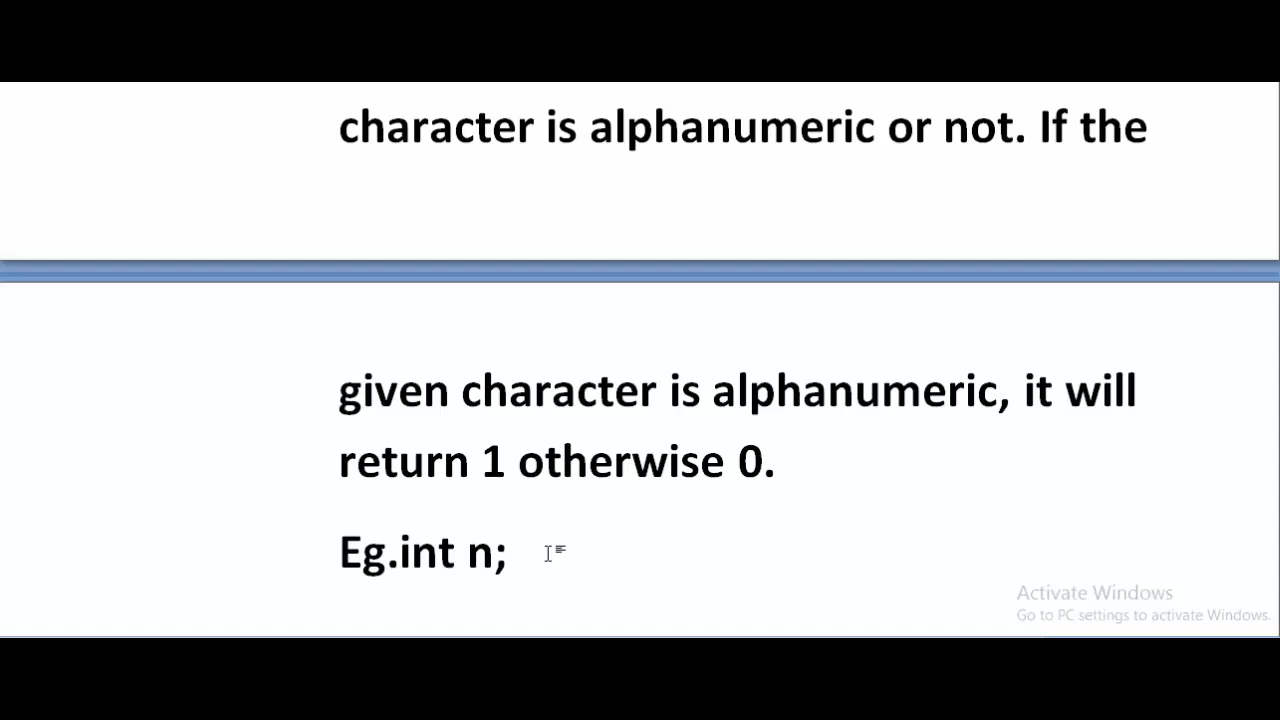 character is alphanumeric or not. If the
given character is alphanumeric, it will
return 1 otherwise 0.
Eg.int n;
Activate Windows
Go to PC settings to activate Windows.